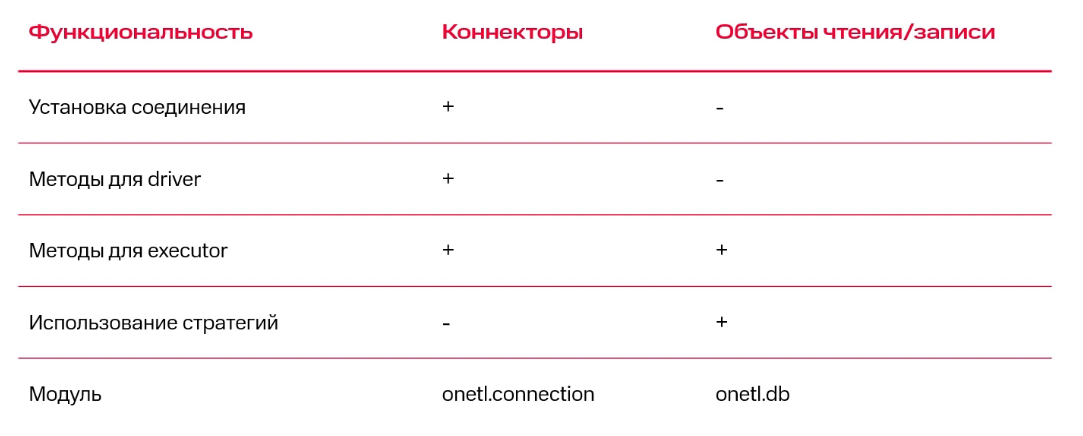 Функциональность Коннекторы Объекты чтения/записи
Установка соединения + -
Методы для driver + -
Методы для executor + +
Использование стратегий - +
Модуль onetl.connection onetl.db